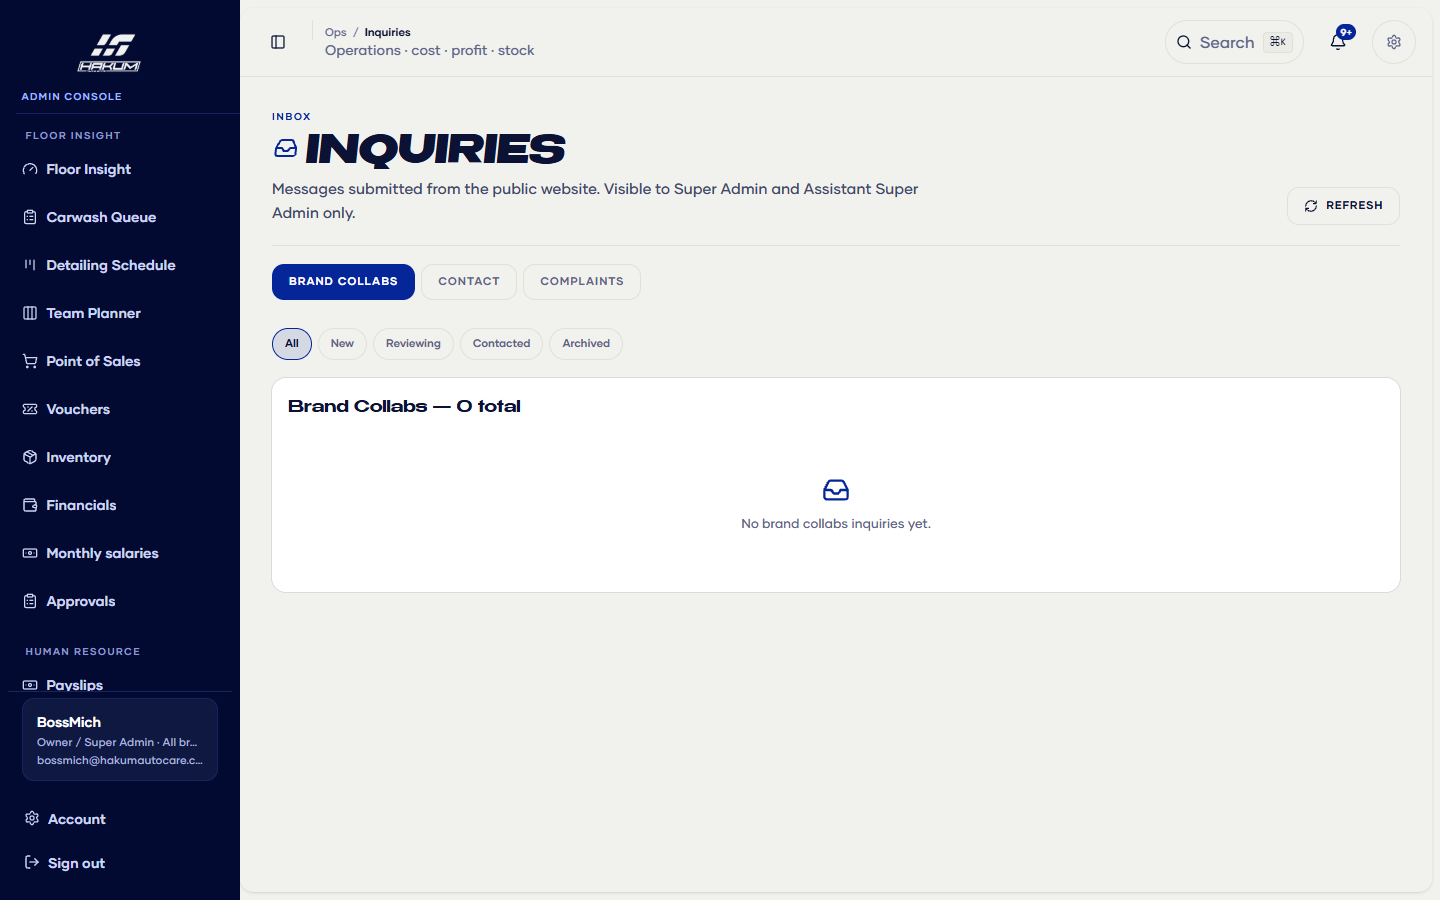 HAKUM
ADMIN CONSOLE
FLOOR INSIGHT
Floor Insight
Carwash Queue
Detailing Schedule
Team Planner
Point of Sales
Vouchers
Inventory
Financials
Monthly salaries
Approvals
HUMAN RESOURCE
Payslips
BossMich
Owner / Super Admin · All br...
bossmich@hakumautocare.c...
Account
Sign out
Ops / Inquiries
Operations · cost · profit · stock
Search ⌘K
9+
INBOX
INQUIRIES
Messages submitted from the public website. Visible to Super Admin and Assistant Super
Admin only.
REFRESH
BRAND COLLABS CONTACT COMPLAINTS
All New Reviewing Contacted Archived
Brand Collabs — 0 total
No brand collabs inquiries yet.